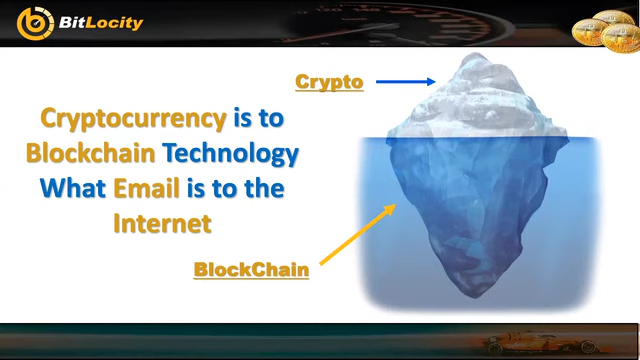 BitLocity
Crypto
Cryptocurrency is to
Blockchain Technology
What Email is to the
Internet
BlockChain